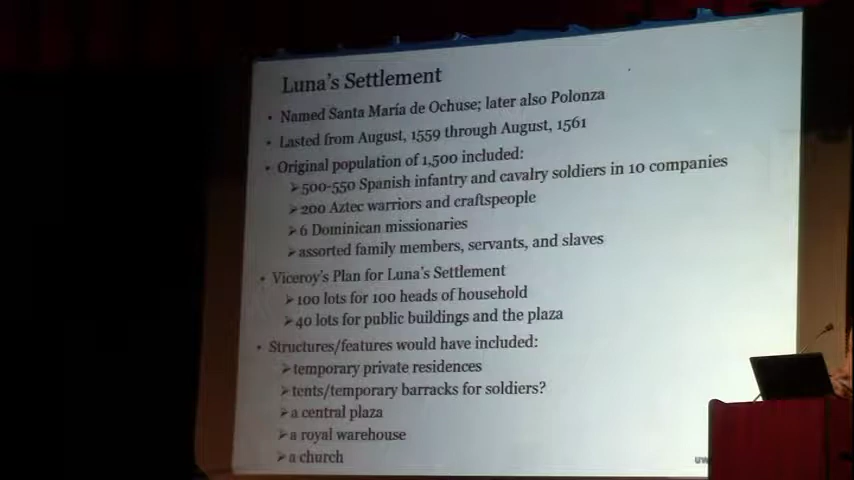 Luna's Settlement
• Named Santa María de Ochuse; later also Polonza
• Lasted from August, 1559 through August, 1561
• Original population of 1,500 included:
➢500-550 Spanish infantry and cavalry soldiers in 10 companies
➢200 Aztec warriors and craftspeople
➢6 Dominican missionaries
➢assorted family members, servants, and slaves
• Viceroy's Plan for Luna's Settlement
➢100 lots for 100 heads of household
➢40 lots for public buildings and the plaza
• Structures/features would have included:
➢temporary private residences
➢tents/temporary barracks for soldiers?
➢a central plaza
➢a royal warehouse
➢a church